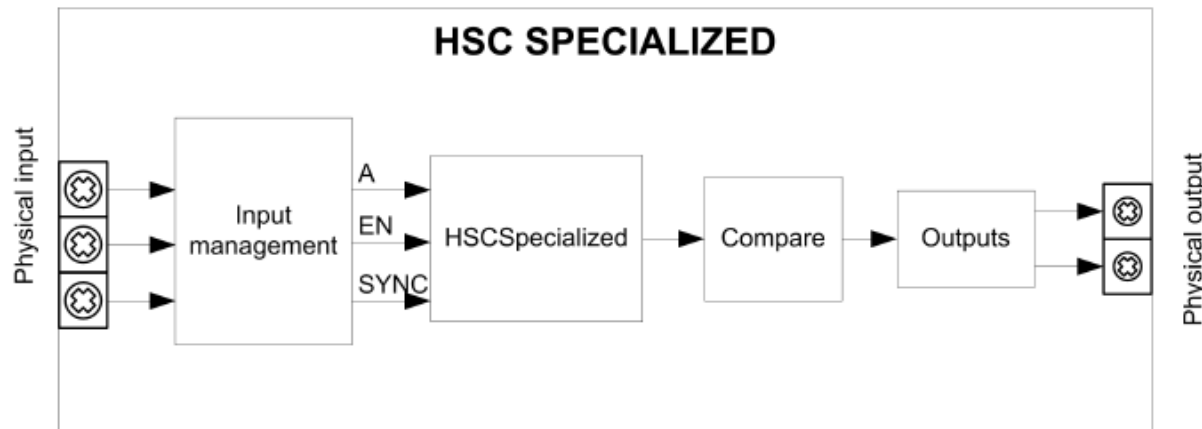 HSC SPECIALIZED
Physical input
Input
management
A
EN
SYNC
HSCSpecialized
Compare
Outputs
Physical output